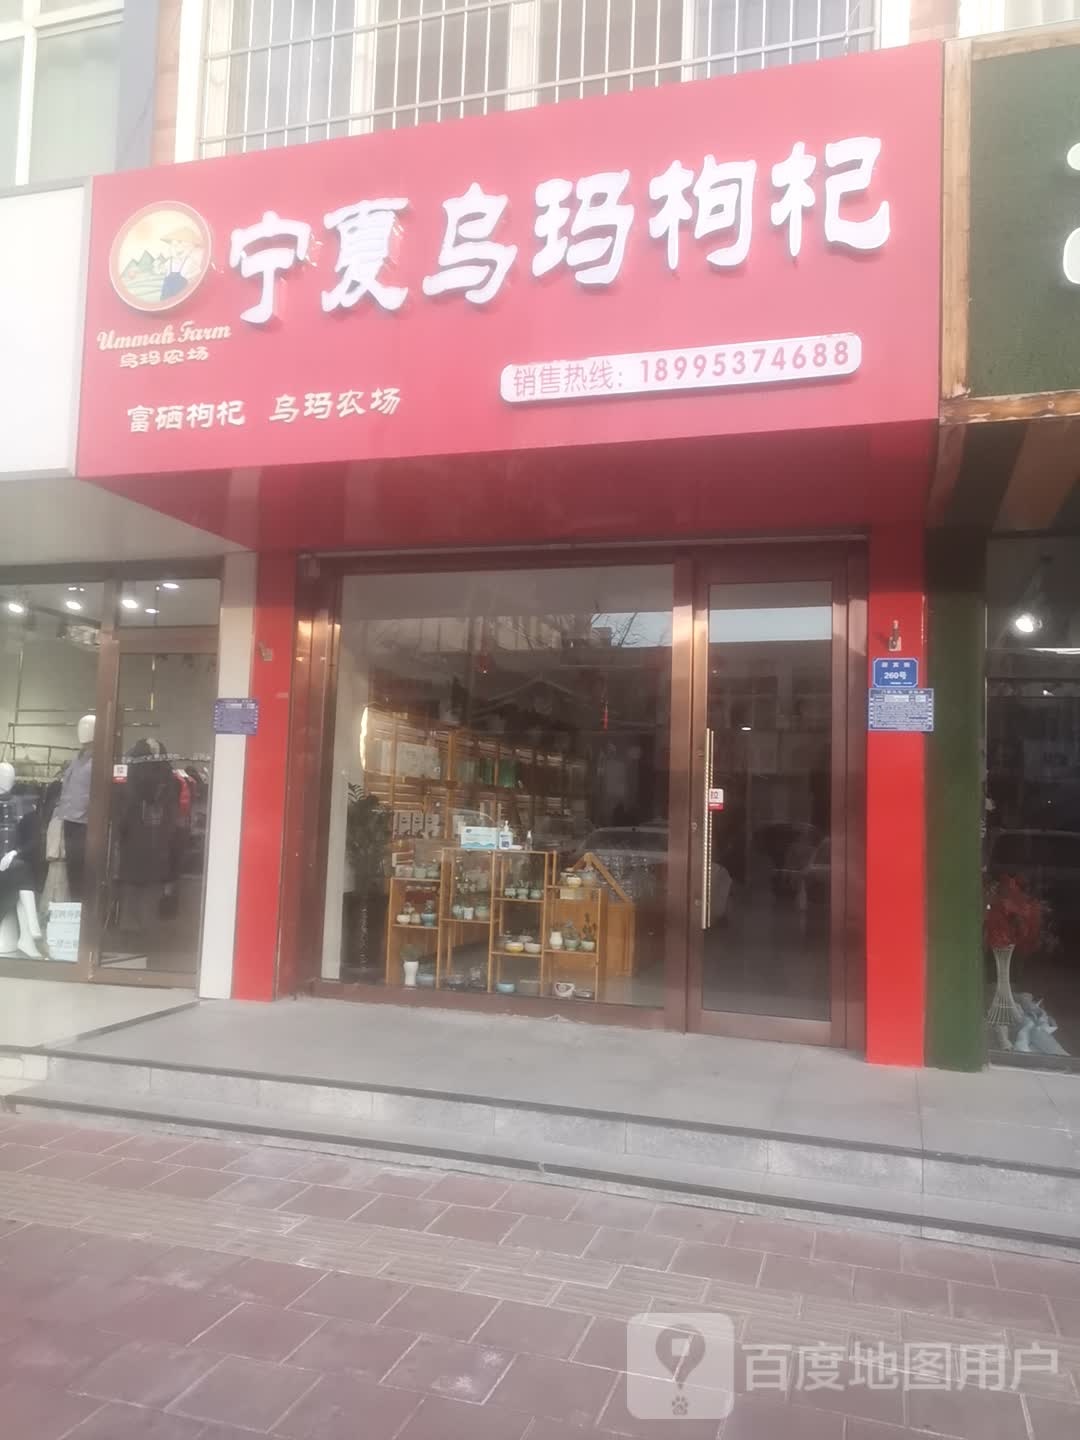 宁夏乌玛枸杞
Ummah Farm
乌玛农场
销售热线：18995374688
富硒枸杞 乌玛农场
260号
拉
百度地图用户